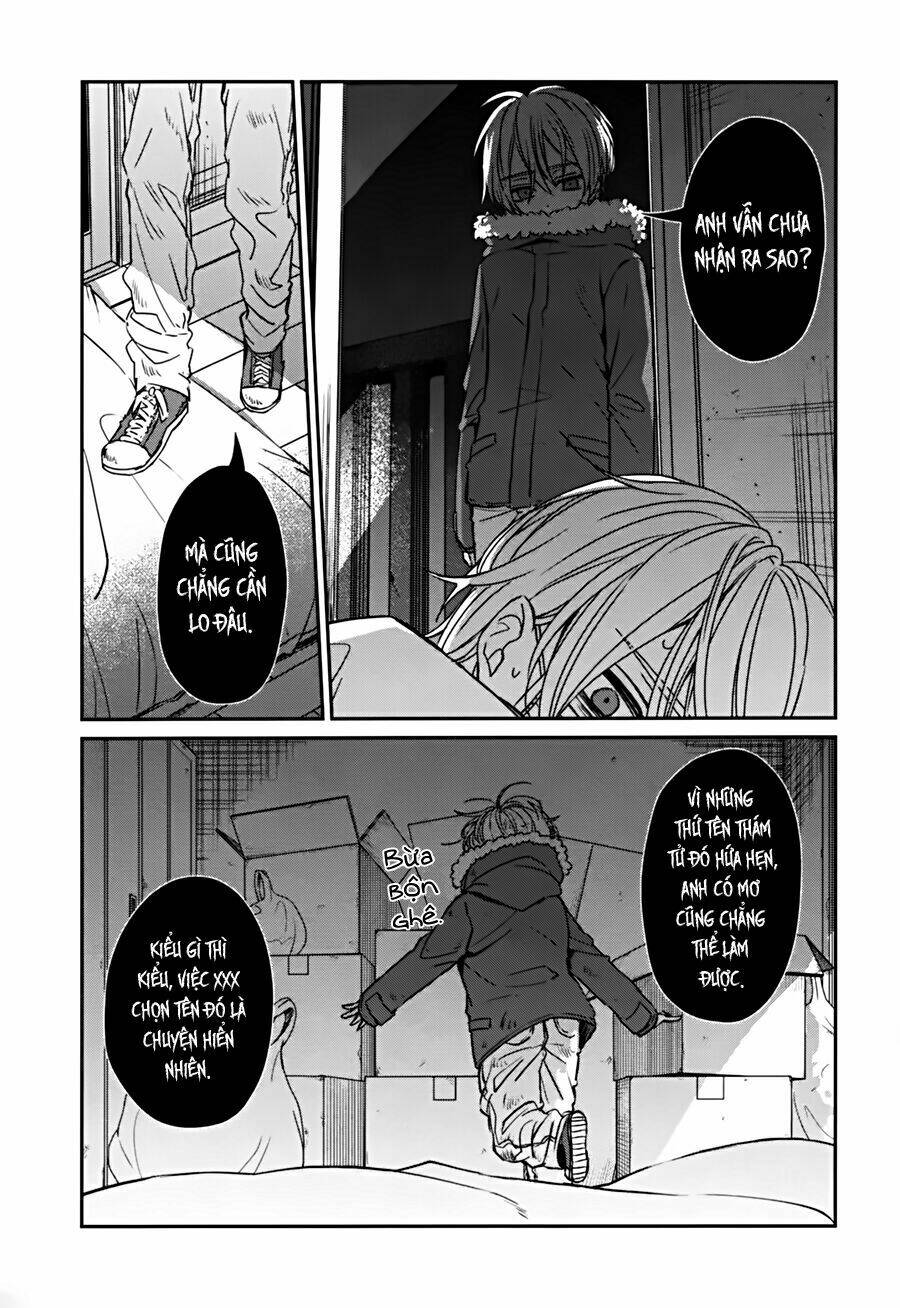 ANH VẪN CHƯA
NHẬN RA SAO?
MÀ CŨNG
CHẲNG CẦN
LO ĐÂU.
VÌ NHỮNG
THỨ TÊN THÁM
TỬ ĐÓ HỨA HẸN,
ANH CÓ MƠ
CŨNG CHẲNG
THỂ LÀM
ĐƯỢC.
BỪA
BỘN
GHÊ.
KIỂU GÌ THÌ
KIỂU, VIỆC XXX
CHỌN TÊN ĐÓ LÀ
CHUYỆN HIỂN
NHIÊN.